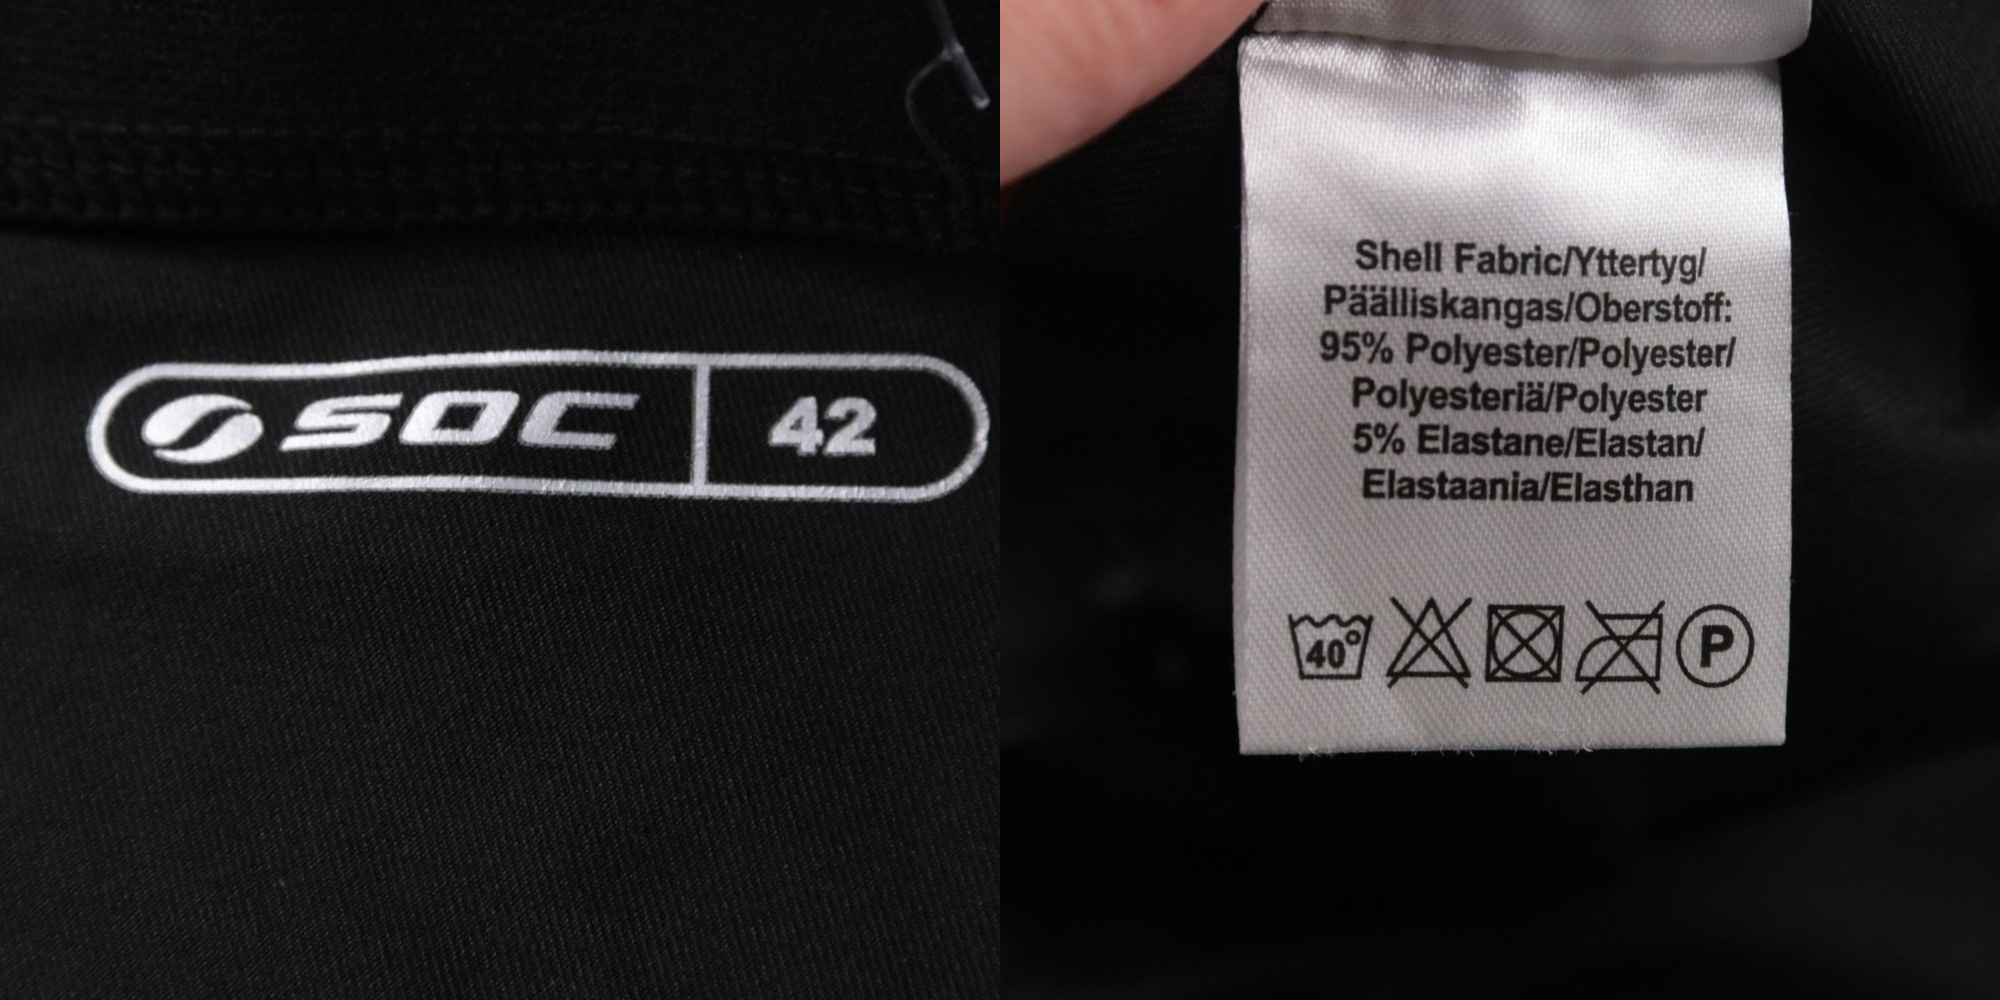 SOC 42
Shell Fabric/Yttertyg/
Päälliskangas/Oberstoff:
95% Polyester/Polyester/
Polyesteriä/Polyester
5% Elastane/Elastan/
Elastaania/Elasthan
40° P